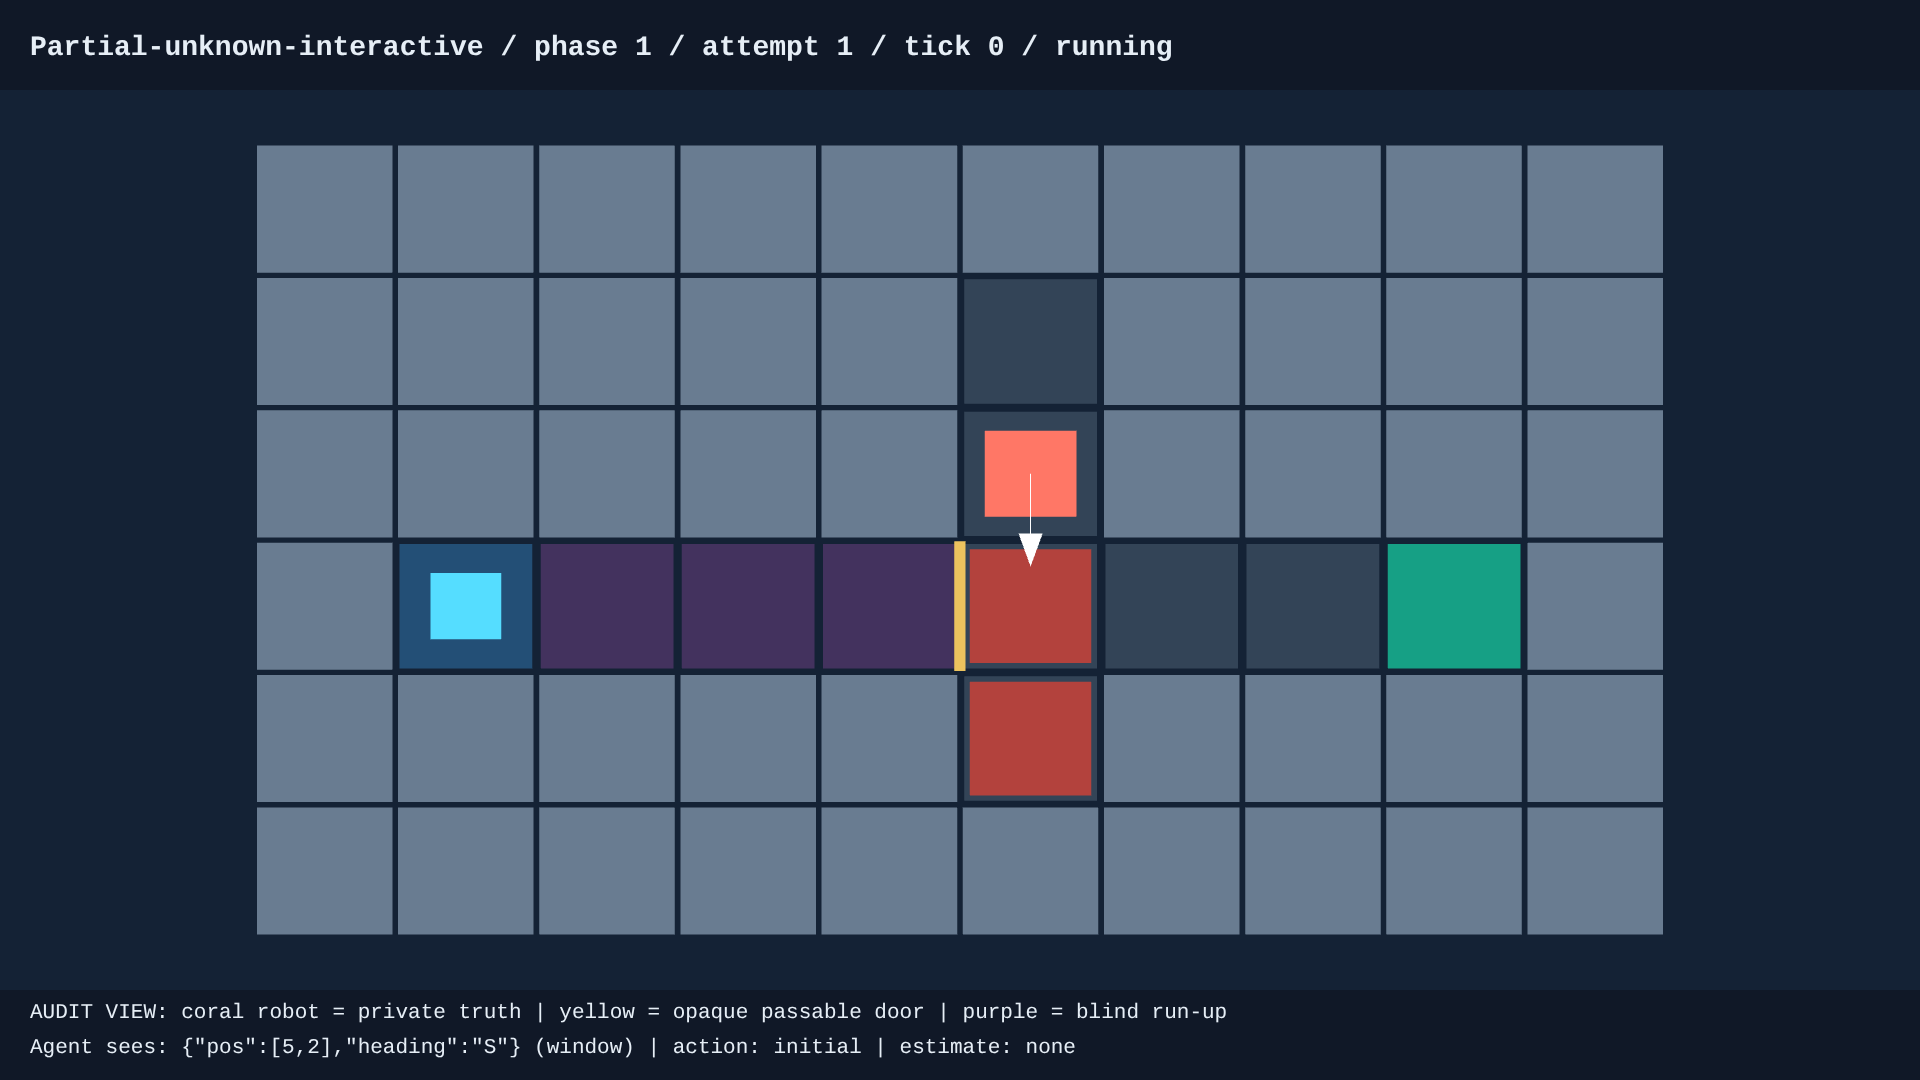 Partial-unknown-interactive / phase 1 / attempt 1 / tick 0 / running
AUDIT VIEW: coral robot = private truth | yellow = opaque passable door | purple = blind run-up
Agent sees: {"pos":[5,2],"heading":"S"} (window) | action: initial | estimate: none